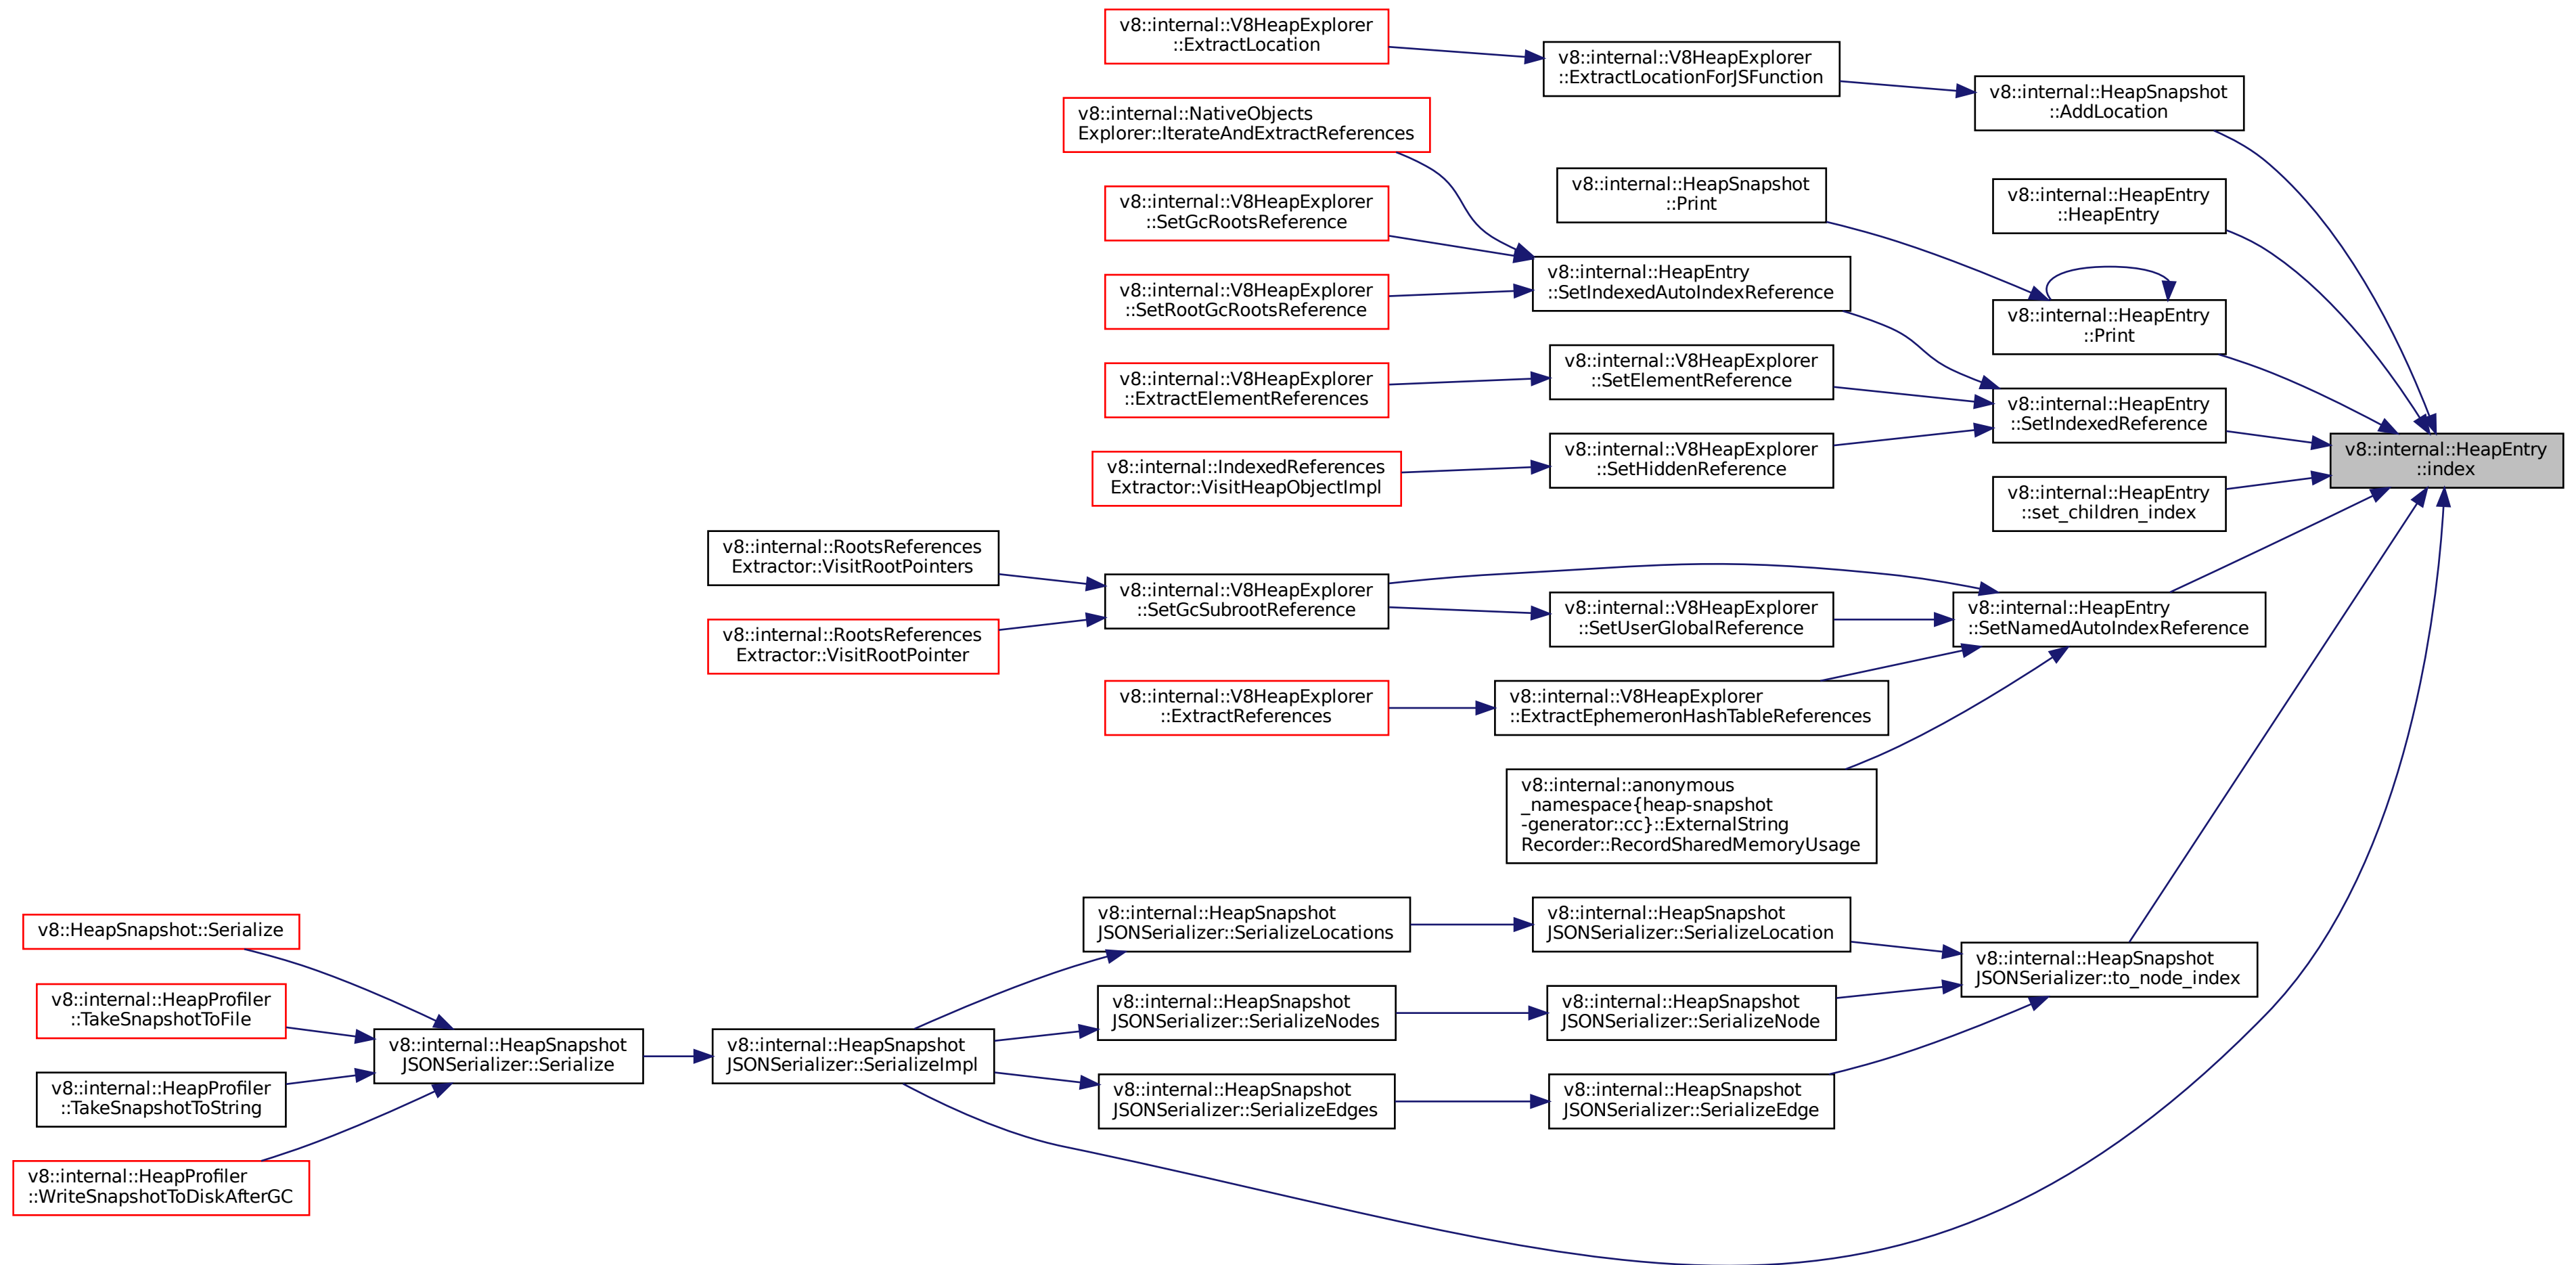 v8::internal::V8HeapExplorer
::ExtractLocation
v8::internal::V8HeapExplorer
::ExtractLocationForJSFunction
v8::internal::HeapSnapshot
::AddLocation
v8::internal::NativeObjects
Explorer::IterateAndExtractReferences
v8::internal::HeapSnapshot
::Print
v8::internal::HeapEntry
::HeapEntry
v8::internal::V8HeapExplorer
::SetGcRootsReference
v8::internal::HeapEntry
::SetIndexedAutoIndexReference
v8::internal::V8HeapExplorer
::SetRootGcRootsReference
v8::internal::HeapEntry
::Print
v8::internal::V8HeapExplorer
::SetElementReference
v8::internal::V8HeapExplorer
::ExtractElementReferences
v8::internal::HeapEntry
::SetIndexedReference
v8::internal::V8HeapExplorer
::SetHiddenReference
v8::internal::HeapEntry
::index
v8::internal::IndexedReferences
Extractor::VisitHeapObjectImpl
v8::internal::HeapEntry
::set_children_index
v8::internal::RootsReferences
Extractor::VisitRootPointers
v8::internal::V8HeapExplorer
::SetGcSubrootReference
v8::internal::V8HeapExplorer
::SetUserGlobalReference
v8::internal::HeapEntry
::SetNamedAutoIndexReference
v8::internal::RootsReferences
Extractor::VisitRootPointer
v8::internal::V8HeapExplorer
::ExtractReferences
v8::internal::V8HeapExplorer
::ExtractEphemeronHashTableReferences
v8::internal::anonymous
_namespace{heap-snapshot
-generator::cc}::ExternalString
Recorder::RecordSharedMemoryUsage
v8::HeapSnapshot::Serialize
v8::internal::HeapSnapshot
JSONSerializer::SerializeLocations
v8::internal::HeapSnapshot
JSONSerializer::SerializeLocation
v8::internal::HeapSnapshot
JSONSerializer::to_node_index
v8::internal::HeapProfiler
::TakeSnapshotToFile
v8::internal::HeapSnapshot
JSONSerializer::SerializeNodes
v8::internal::HeapSnapshot
JSONSerializer::SerializeNode
v8::internal::HeapSnapshot
JSONSerializer::Serialize
v8::internal::HeapSnapshot
JSONSerializer::SerializeImpl
v8::internal::HeapProfiler
::TakeSnapshotToString
v8::internal::HeapSnapshot
JSONSerializer::SerializeEdges
v8::internal::HeapSnapshot
JSONSerializer::SerializeEdge
v8::internal::HeapProfiler
::WriteSnapshotToDiskAfterGC